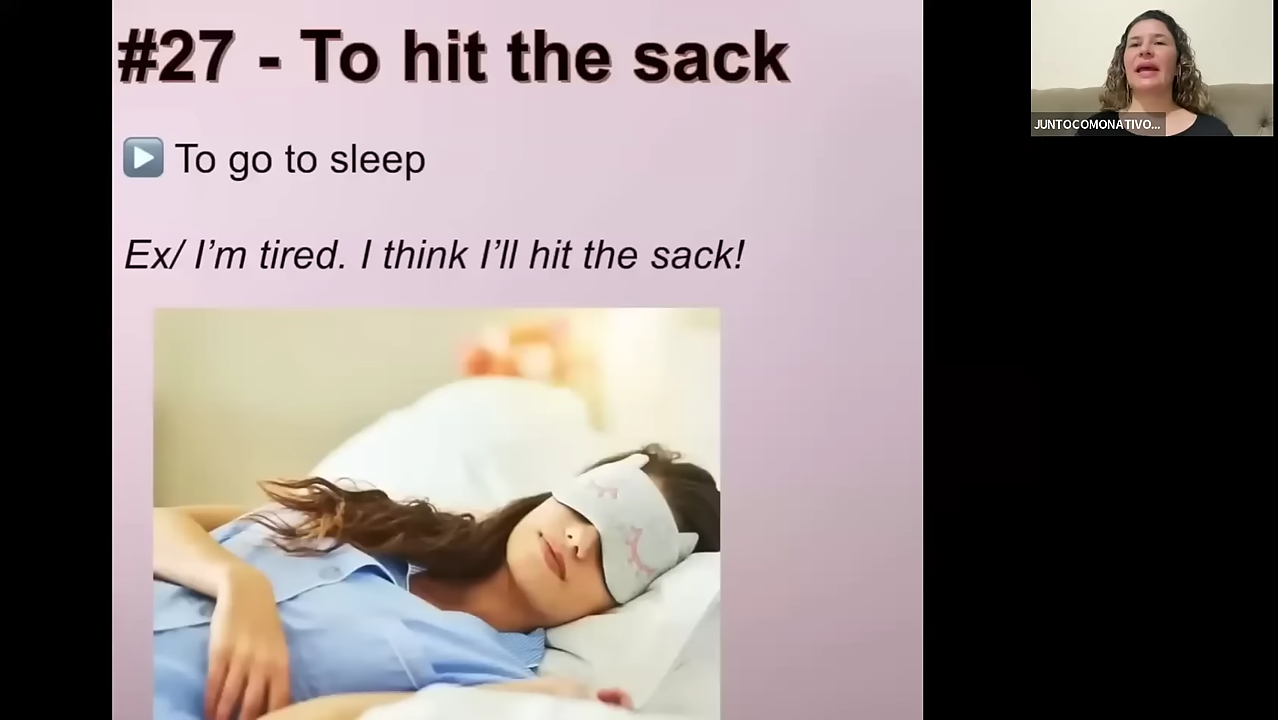 #27 - To hit the sack
To go to sleep
Ex/ I’m tired. I think I’ll hit the sack!
JUNTOCOMONATIVO...